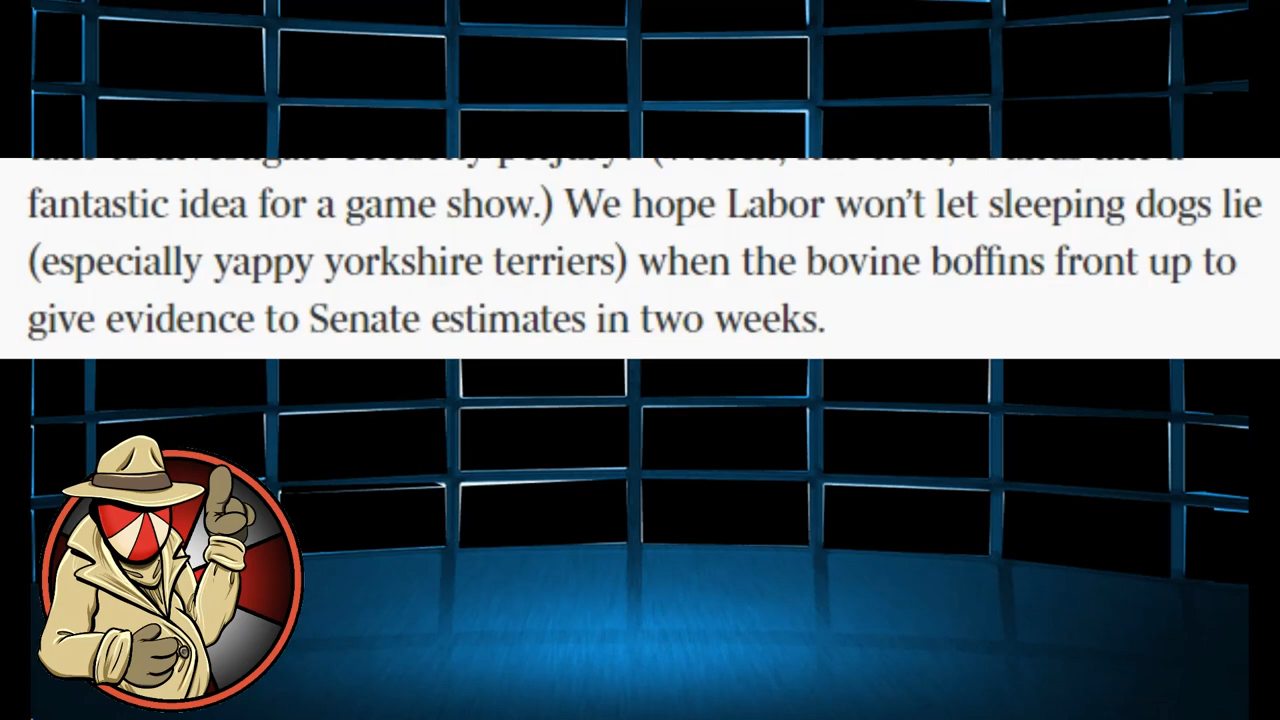 fantastic idea for a game show.) We hope Labor won’t let sleeping dogs lie
(especially yappy yorkshire terriers) when the bovine boffins front up to
give evidence to Senate estimates in two weeks.